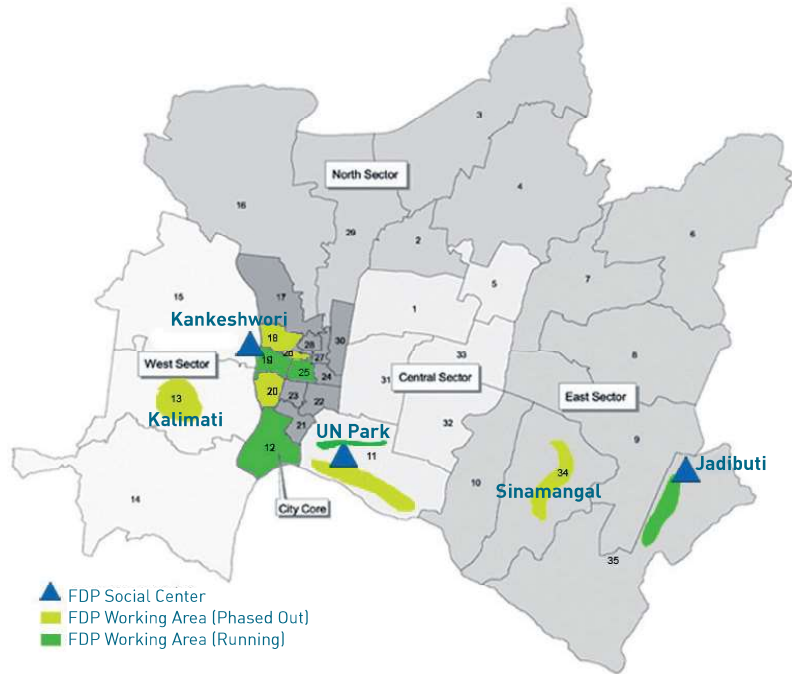 3
North Sector
4
16
29
2
6
7
5
17
15
1
Kankeshwori
18
28
30
33
8
19
26
27
West Sector
25
24
31
Central Sector
13
20
23
22
East Sector
Kalimati
32
21
UN Park
12
11
9
10
34
Jadibuti
Sinamangal
14
City Core
35
FDP Social Center
FDP Working Area (Phased Out)
FDP Working Area (Running)